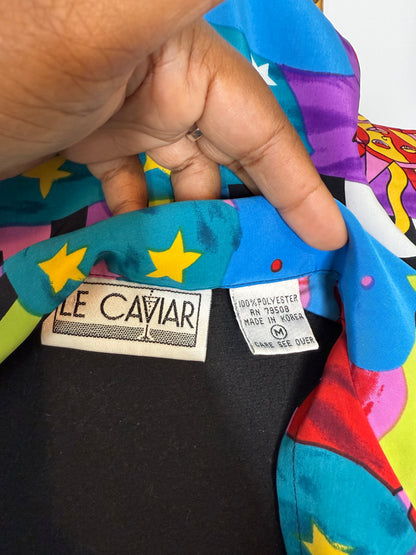 LE CAVIAR
100% POLYESTER
RN 79508
MADE IN KOREA
M
CARE SEE OVER